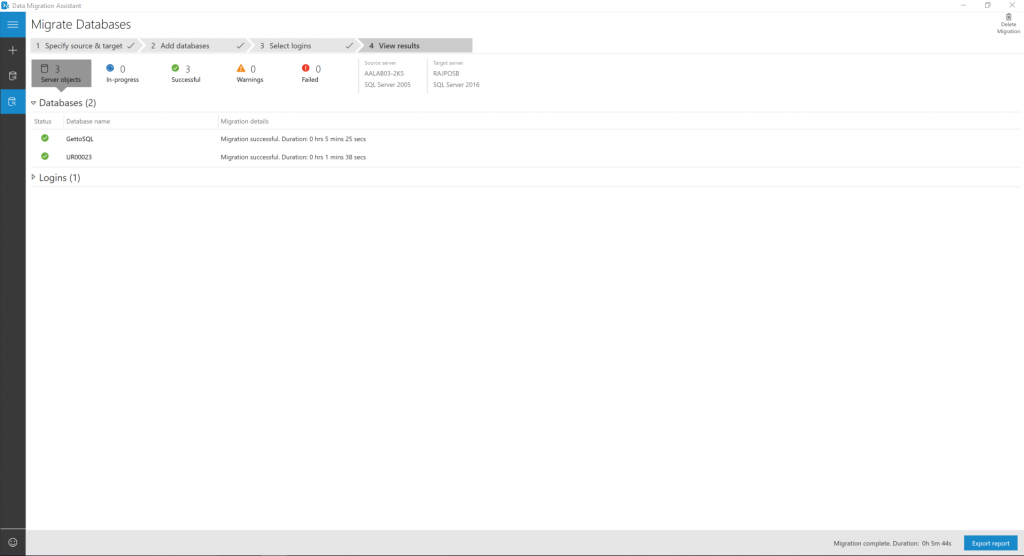 Data Migration Assistant
Migrate Databases
Delete
Migration
1 Specify source & target
2 Add databases
3 Select logins
4 View results
3
Server objects
0
In-progress
3
Successful
0
Warnings
0
Failed
Source server
AALAB03-2K5
SQL Server 2005
Target server
RAJPOSB
SQL Server 2016
Databases (2)
Status Database name Migration details
GettoSQL Migration successful. Duration: 0 hrs 5 mins 25 secs
UR00023 Migration successful. Duration: 0 hrs 1 mins 38 secs
Logins (1)
Migration complete. Duration: 0h 5m 44s
Export report